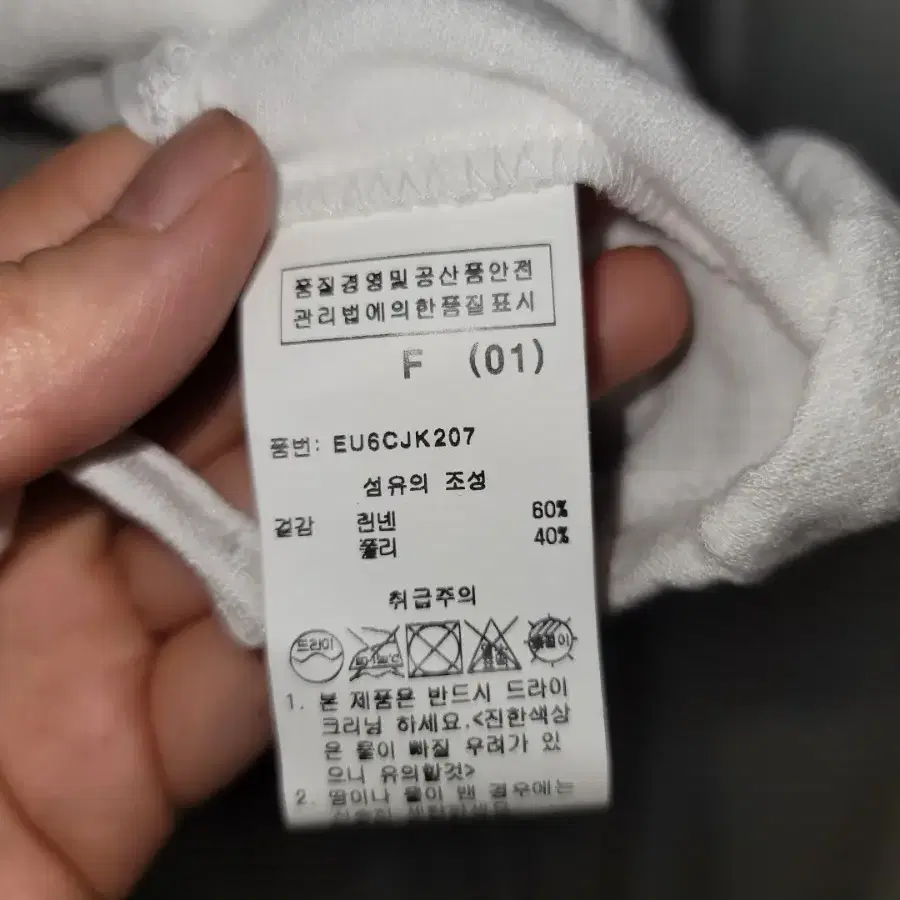 품질경영및공산품안전
관리법에의한품질표시
F (01)
품번: EU6CJK207
섬유의 조성
겉감 린넨 60%
폴리 40%
취급주의
드라이
1. 본 제품은 반드시 드라이
크리닝 하세요.<진한색상
은 물이 빠질 우려가 있
으니 유의할것>
2. 땀이나 물이 밴 경우에는